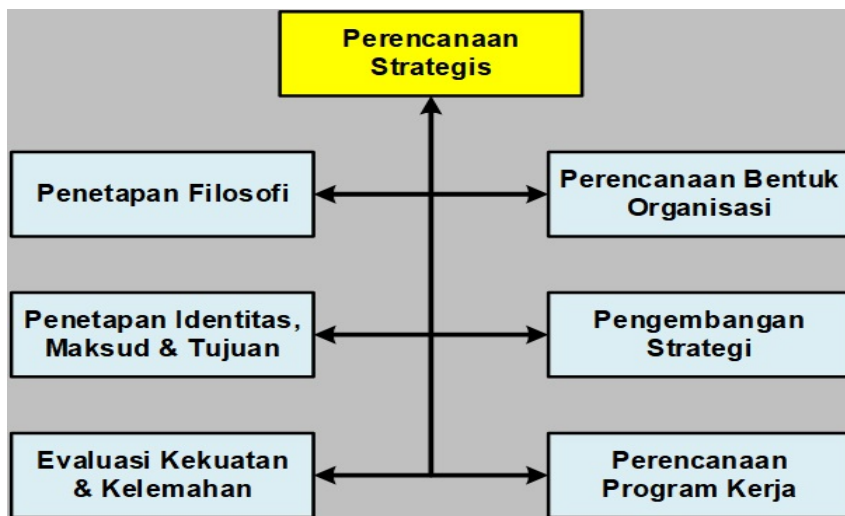 Perencanaan
Strategis
Penetapan Filosofi
Perencanaan Bentuk
Organisasi
Penetapan Identitas,
Maksud & Tujuan
Pengembangan
Strategi
Evaluasi Kekuatan
& Kelemahan
Perencanaan
Program Kerja